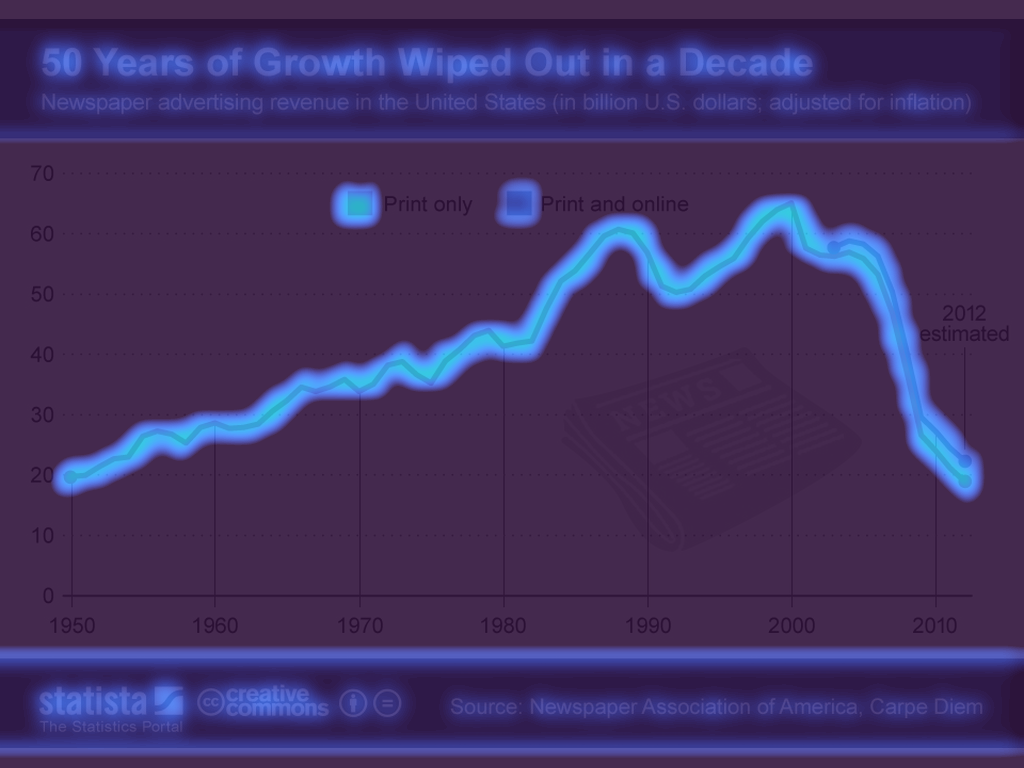 50 Years of Growth Wiped Out in a Decade
Newspaper advertising revenue in the United States (in billion U.S. dollars; adjusted for inflation)
70
Print only
Print and online
60
50
2012
estimated
40
NEWS
30
20
10
0
1950
1960
1970
1980
1990
2000
2010
statista
The Statistics Portal
cc creative
commons
Source: Newspaper Association of America, Carpe Diem